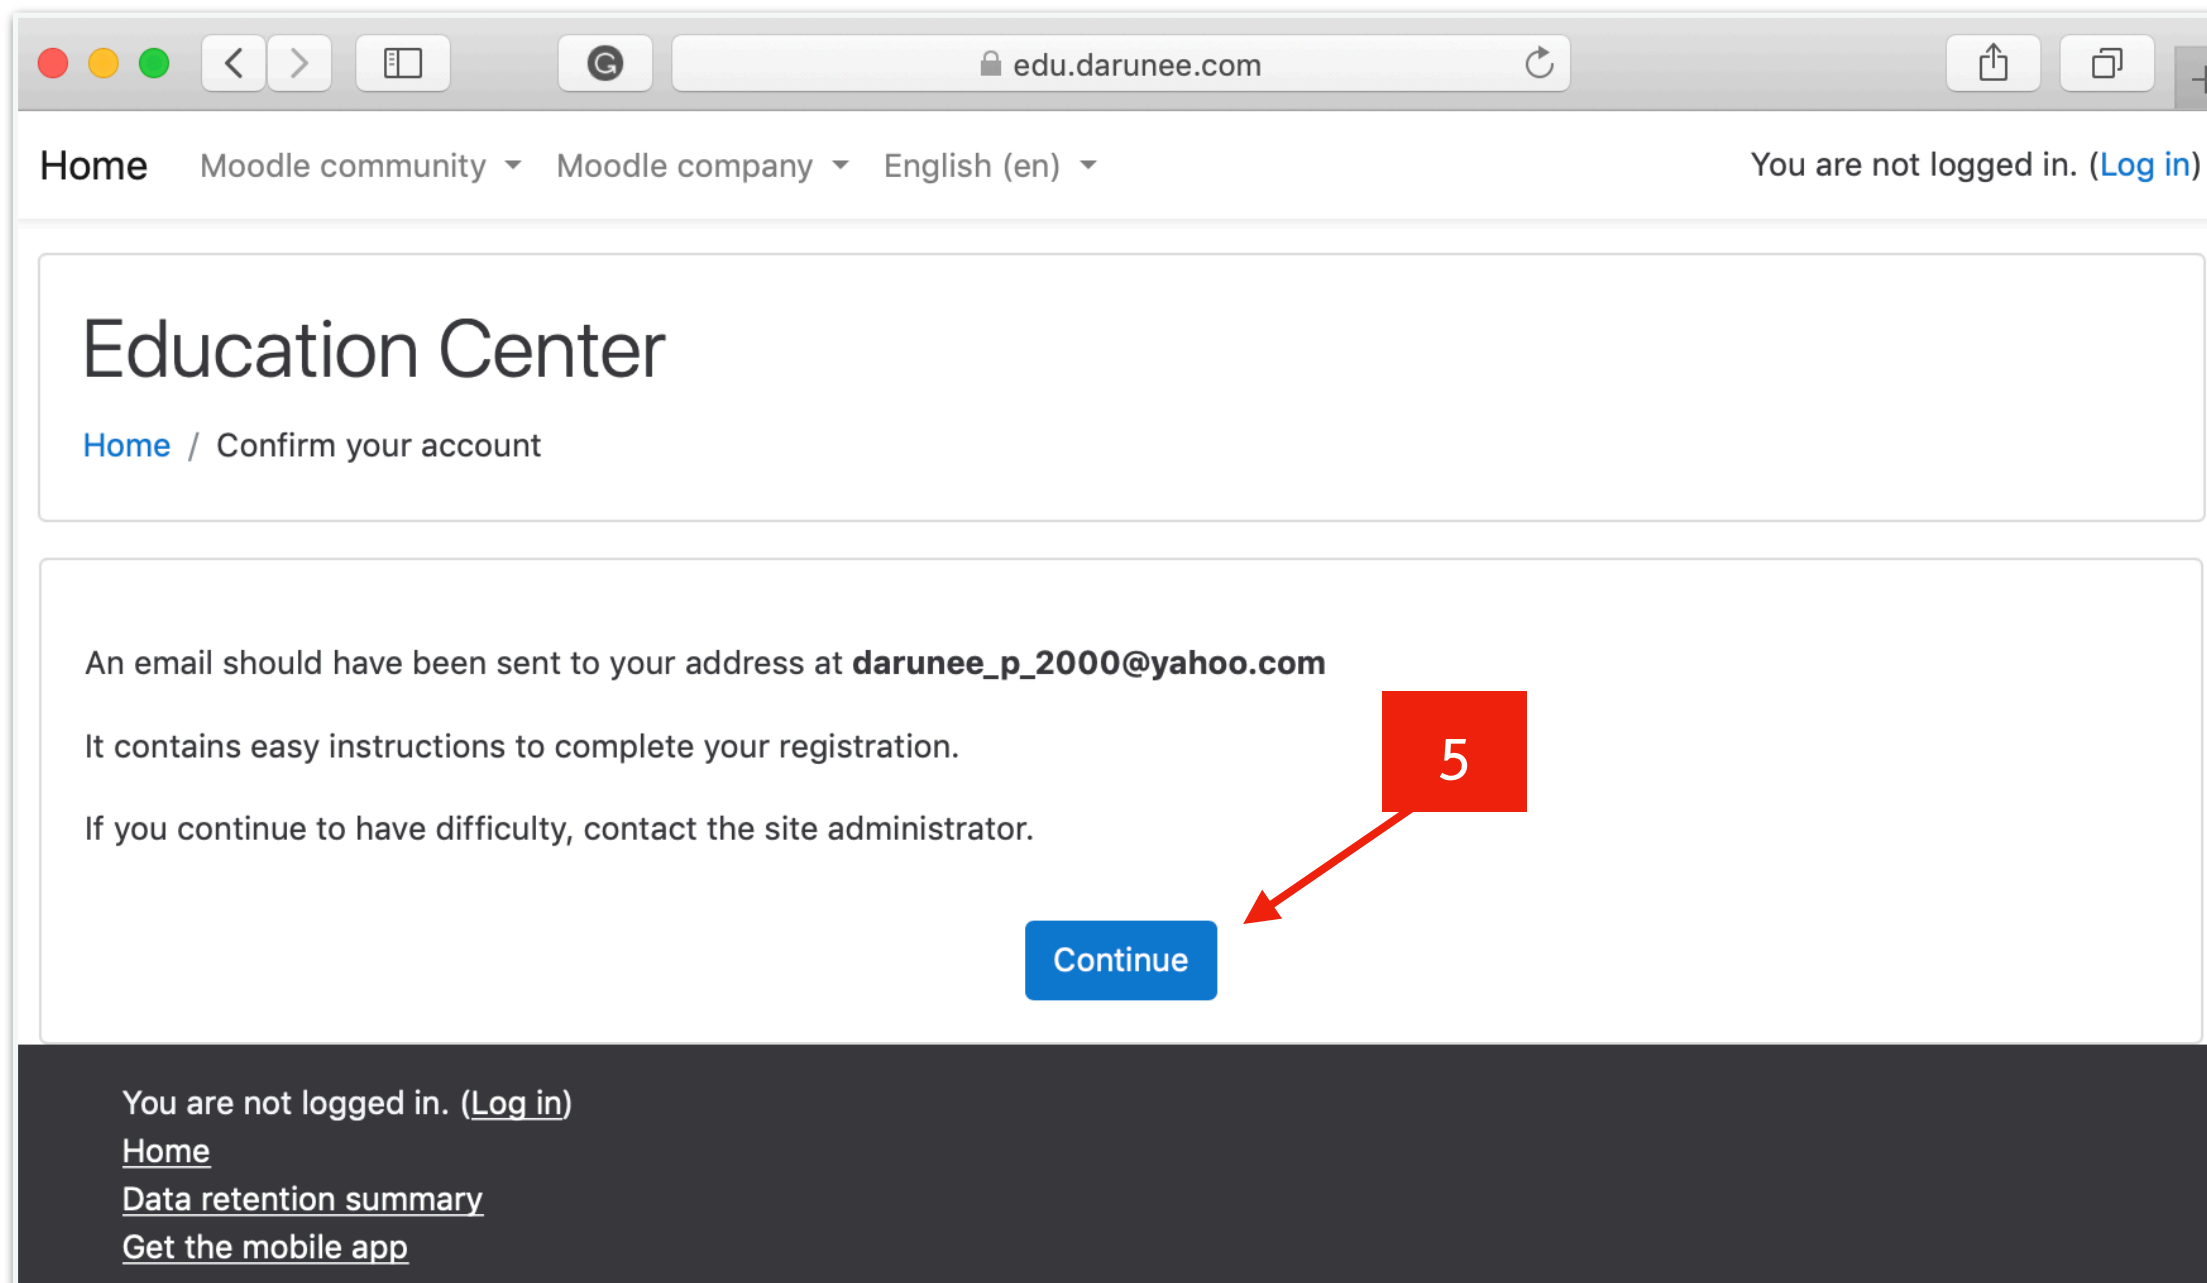 edu.darunee.com
Home Moodle community Moodle company English (en) You are not logged in. (Log in)
Education Center
Home / Confirm your account
An email should have been sent to your address at darunee_p_2000@yahoo.com
It contains easy instructions to complete your registration.
5
If you continue to have difficulty, contact the site administrator.
Continue
You are not logged in. (Log in)
Home
Data retention summary
Get the mobile app